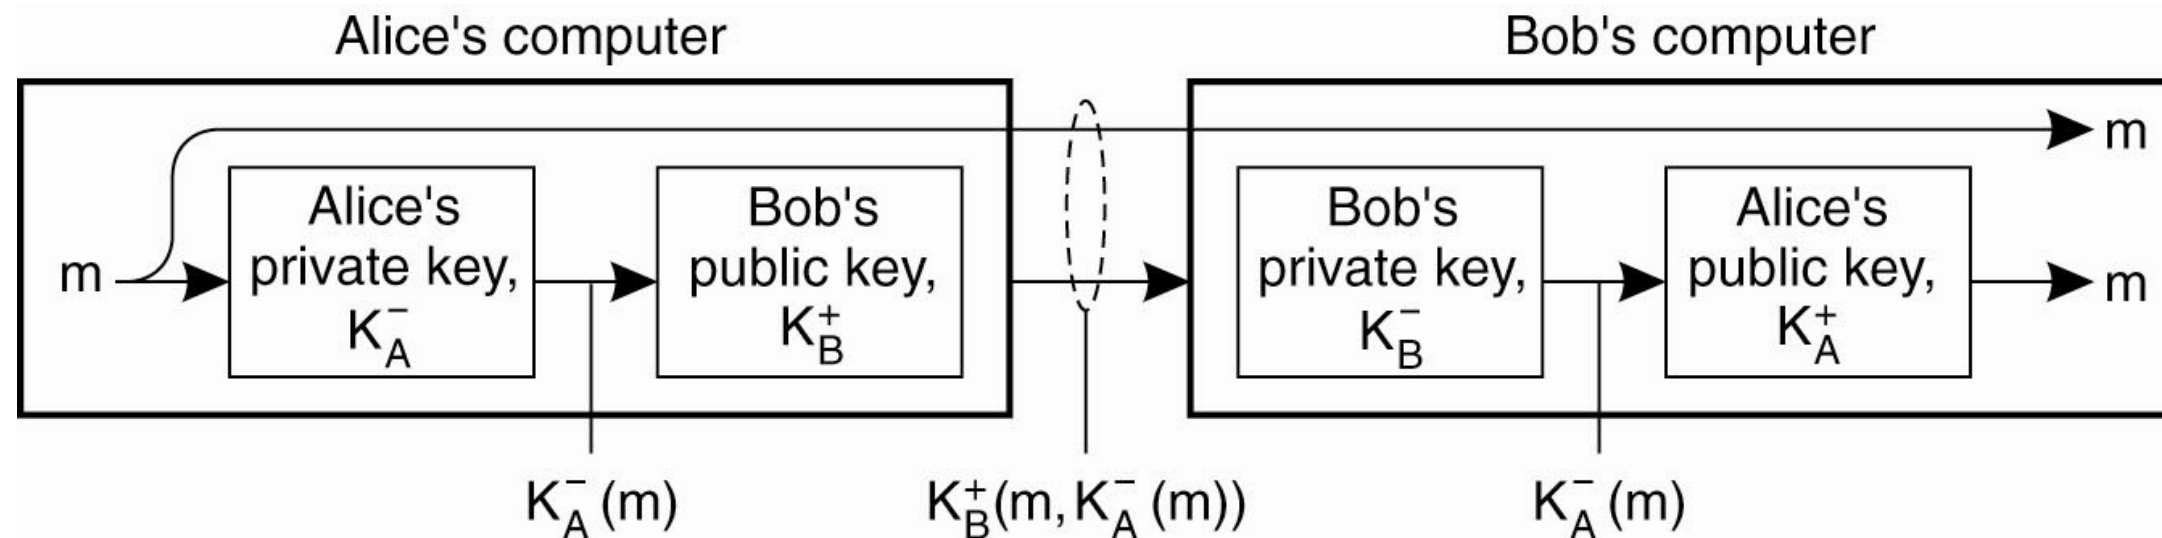 Alice's computer
Bob's computer
m
Alice's
private key,
K_A^-
Bob's
public key,
K_B^+
Bob's
private key,
K_B^-
Alice's
public key,
K_A^+
m
m
K_A^- (m)
K_B^+(m, K_A^- (m))
K_A^- (m)